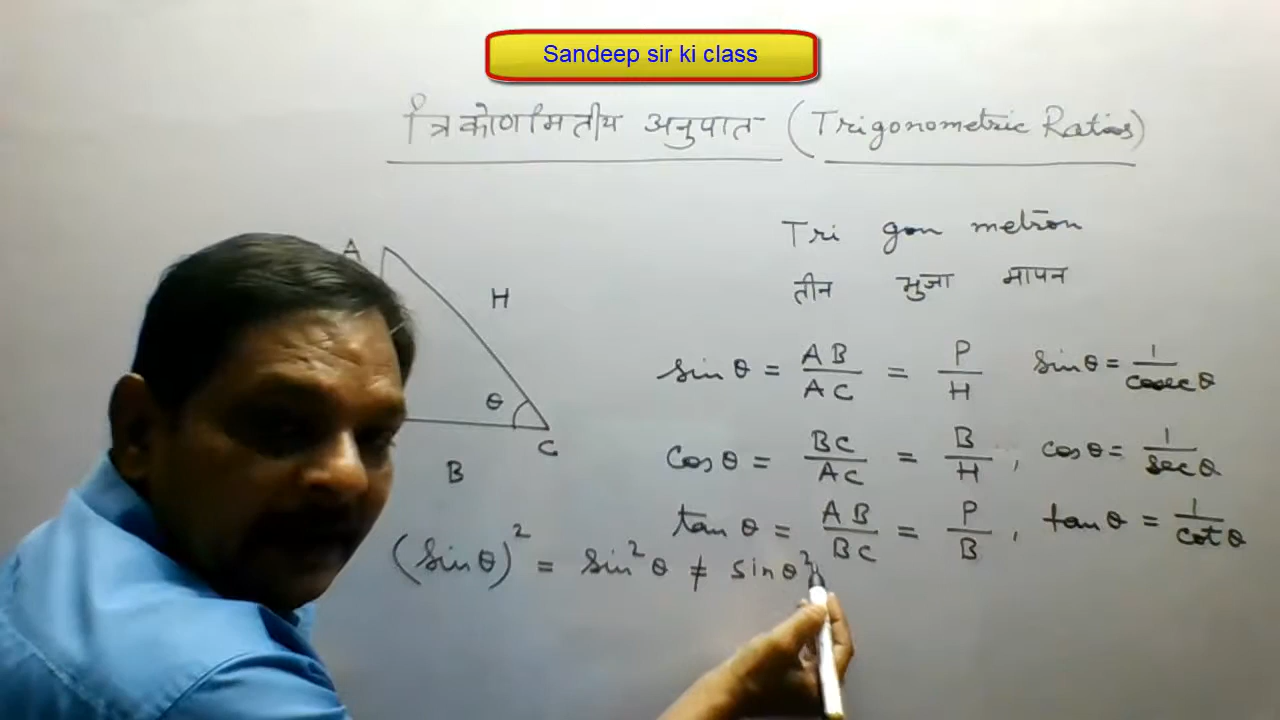 Sandeep sir ki class
त्रिकोणमितीय अनुपात (Trigonometric Ratios)
Tri gon metron
तीन भुजा मापन
A
H
θ
C
B
sin θ = AB/AC = P/H sin θ = 1/cosec θ
cos θ = BC/AC = B/H , cos θ = 1/sec θ
tan θ = AB/BC = P/B , tan θ = 1/cot θ
(sin θ)² = sin² θ ≠ sin θ²